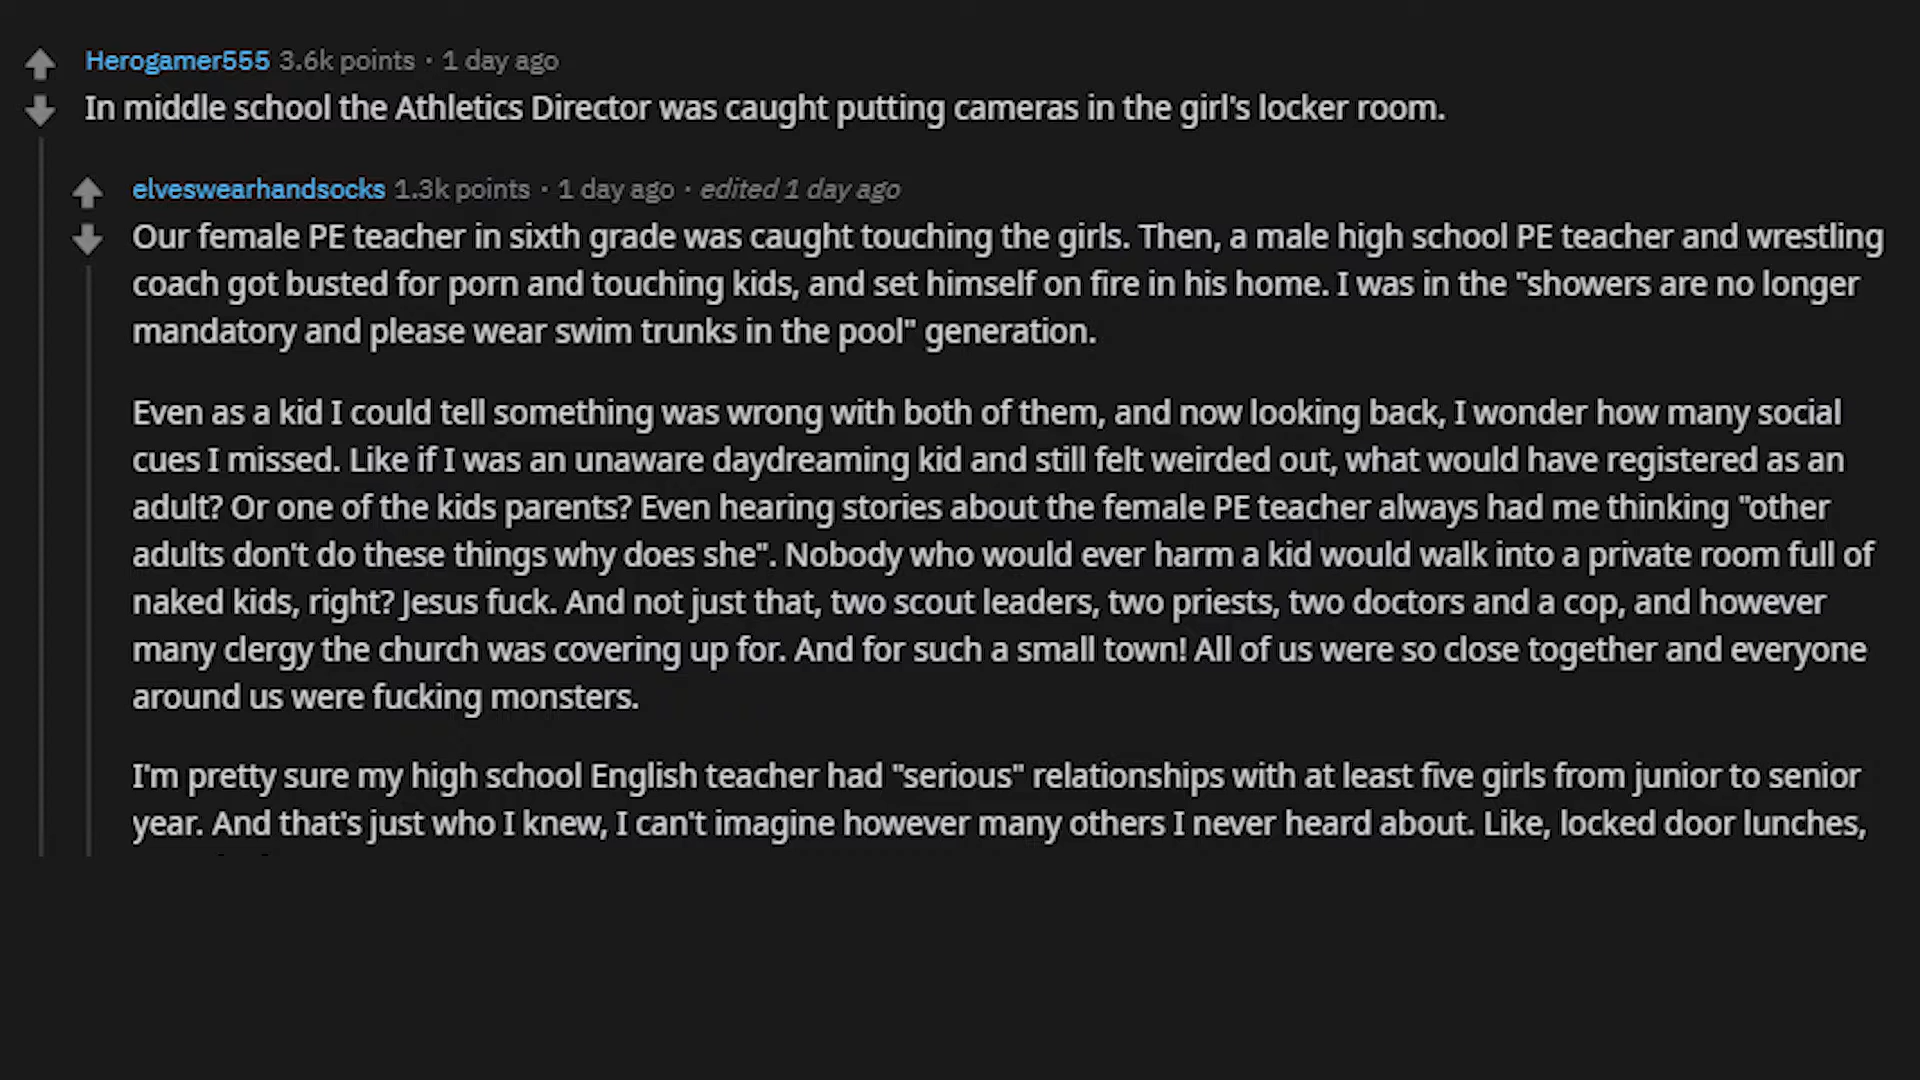 Herogamer555 3.6k points · 1 day ago
In middle school the Athletics Director was caught putting cameras in the girl's locker room.
elveswearhandsocks 1.3k points · 1 day ago · edited 1 day ago
Our female PE teacher in sixth grade was caught touching the girls. Then, a male high school PE teacher and wrestling
coach got busted for porn and touching kids, and set himself on fire in his home. I was in the "showers are no longer
mandatory and please wear swim trunks in the pool" generation.
Even as a kid I could tell something was wrong with both of them, and now looking back, I wonder how many social
cues I missed. Like if I was an unaware daydreaming kid and still felt weirded out, what would have registered as an
adult? Or one of the kids parents? Even hearing stories about the female PE teacher always had me thinking "other
adults don't do these things why does she". Nobody who would ever harm a kid would walk into a private room full of
naked kids, right? Jesus fuck. And not just that, two scout leaders, two priests, two doctors and a cop, and however
many clergy the church was covering up for. And for such a small town! All of us were so close together and everyone
around us were fucking monsters.
I'm pretty sure my high school English teacher had "serious" relationships with at least five girls from junior to senior
year. And that's just who I knew, I can't imagine however many others I never heard about. Like, locked door lunches,